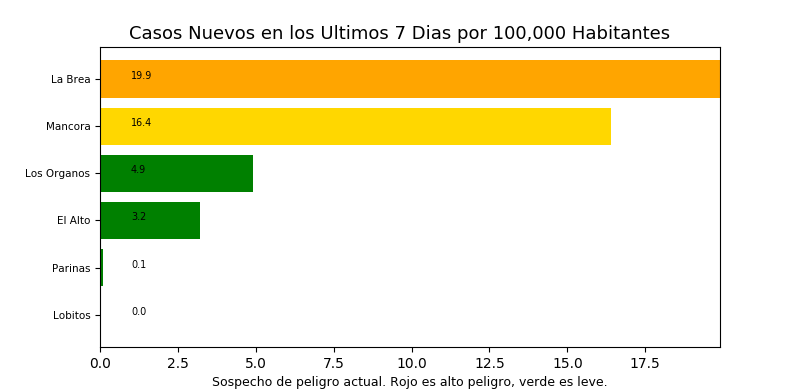 Casos Nuevos en los Ultimos 7 Dias por 100,000 Habitantes
La Brea 19.9
Mancora 16.4
Los Organos 4.9
El Alto 3.2
Parinas 0.1
Lobitos 0.0
0.0 2.5 5.0 7.5 10.0 12.5 15.0 17.5
Sospecho de peligro actual. Rojo es alto peligro, verde es leve.